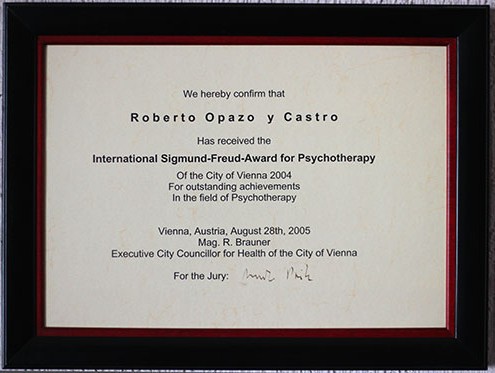 We hereby confirm that
Roberto Opazo y Castro
Has received the
International Sigmund-Freud-Award for Psychotherapy
Of the City of Vienna 2004
For outstanding achievements
In the field of Psychotherapy
Vienna, Austria, August 28th, 2005
Mag. R. Brauner
Executive City Councillor for Health of the City of Vienna
For the Jury: